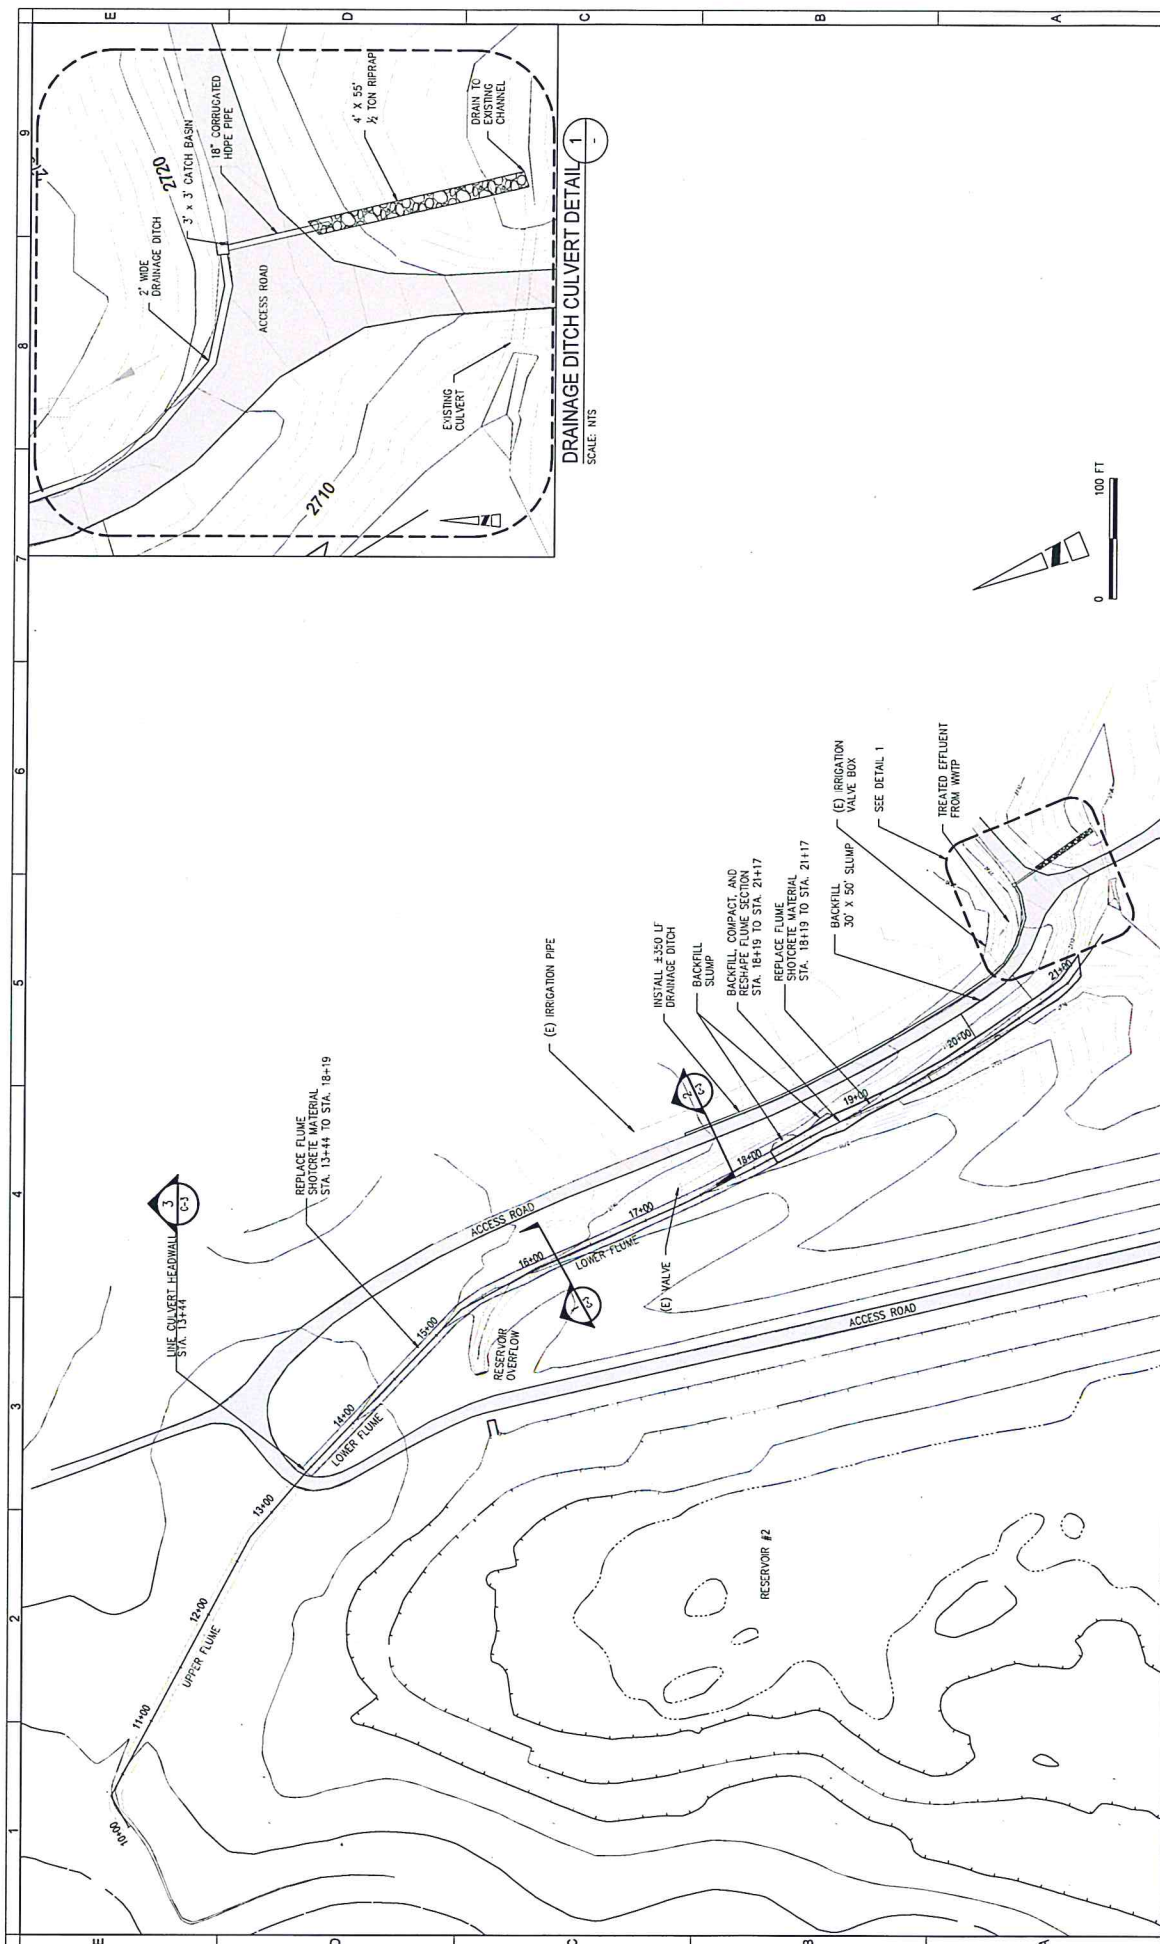 1
2
3
4
5
6
7
8
9
E
D
C
B
A
E
D
C
B
A
2' WIDE
DRAINAGE DITCH
2720
3' x 3' CATCH BASIN
18" CORRUGATED
HDPE PIPE
4' X 55'
½ TON RIPRAP
DRAIN TO
EXISTING
CHANNEL
ACCESS ROAD
EXISTING
CULVERT
2710
DRAINAGE DITCH CULVERT DETAIL
1
-
SCALE: NTS
0
100 FT
LINE CULVERT HEADWALL
STA. 13+44
3
C-3
REPLACE FLUME
SHOTCRETE MATERIAL
STA. 13+44 TO STA. 18+19
(E) IRRIGATION PIPE
INSTALL ±350 LF
DRAINAGE DITCH
BACKFILL
SLUMP
BACKFILL, COMPACT, AND
RESHAPE FLUME SECTION
STA. 18+19 TO STA. 21+17
REPLACE FLUME
SHOTCRETE MATERIAL
STA. 18+19 TO STA. 21+17
BACKFILL
30' X 50' SLUMP
(E) IRRIGATION
VALVE BOX
SEE DETAIL 1
TREATED EFFLUENT
FROM WWTP
10+00
11+00
UPPER FLUME
12+00
13+00
14+00
LOWER FLUME
15+00
RESERVOIR
OVERFLOW
16+00
ACCESS ROAD
LOWER FLUME
17+00
(E) VALVE
18+00
19+00
20+00
21+00
ACCESS ROAD
RESERVOIR #2